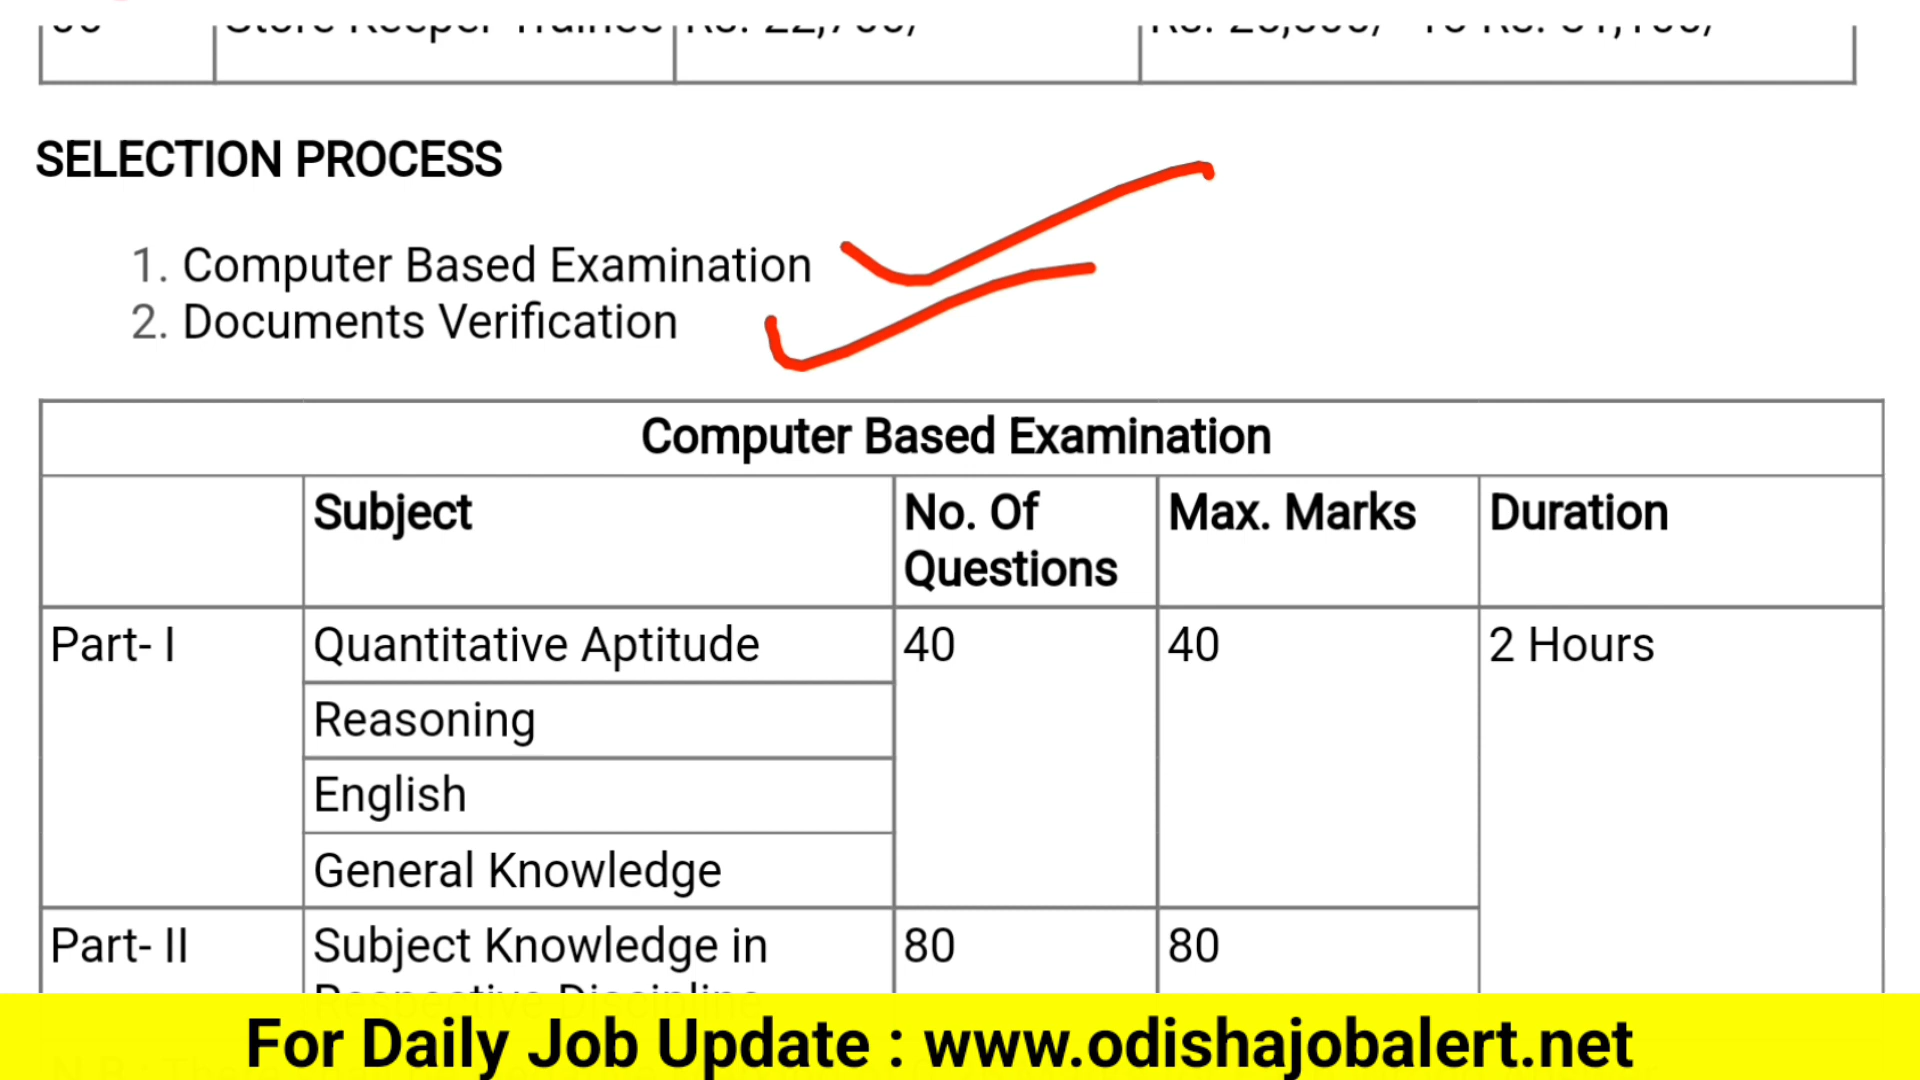 SELECTION PROCESS
1. Computer Based Examination
2. Documents Verification
Computer Based Examination
Subject No. Of Questions Max. Marks Duration
Part- I Quantitative Aptitude 40 40 2 Hours
Reasoning
English
General Knowledge
Part- II Subject Knowledge in 80 80
Respective Discipline
For Daily Job Update : www.odishajobalert.net